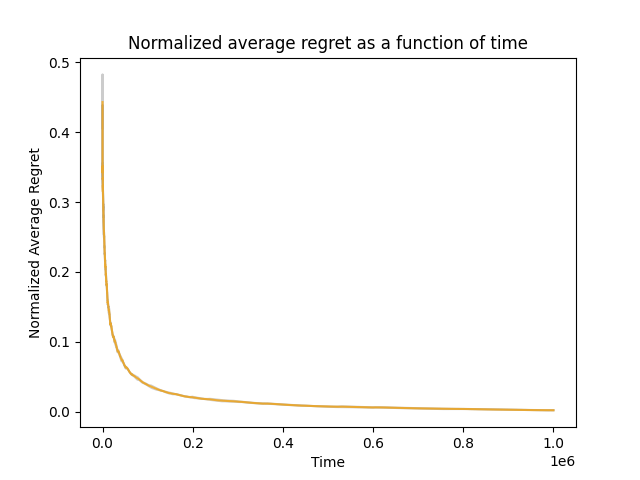 Normalized average regret as a function of time
Normalized Average Regret
0.5
0.4
0.3
0.2
0.1
0.0
0.0 0.2 0.4 0.6 0.8 1.0
Time
1e6